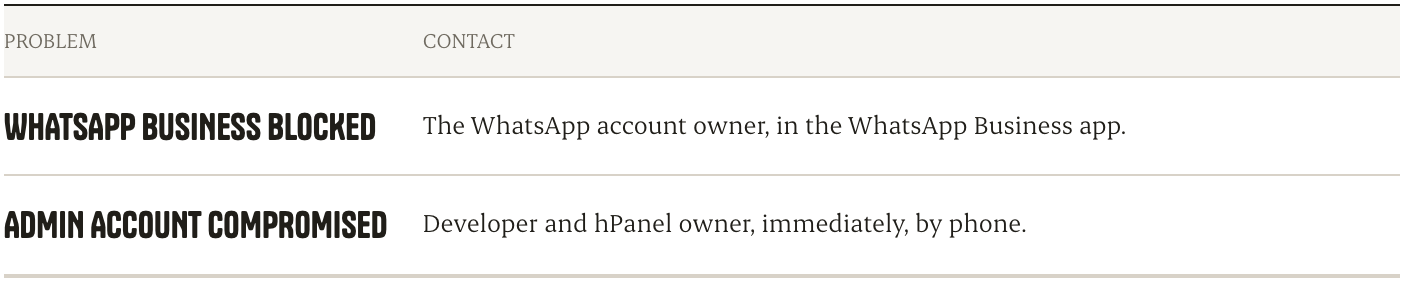 PROBLEM CONTACT
WHATSAPP BUSINESS BLOCKED The WhatsApp account owner, in the WhatsApp Business app.
ADMIN ACCOUNT COMPROMISED Developer and hPanel owner, immediately, by phone.